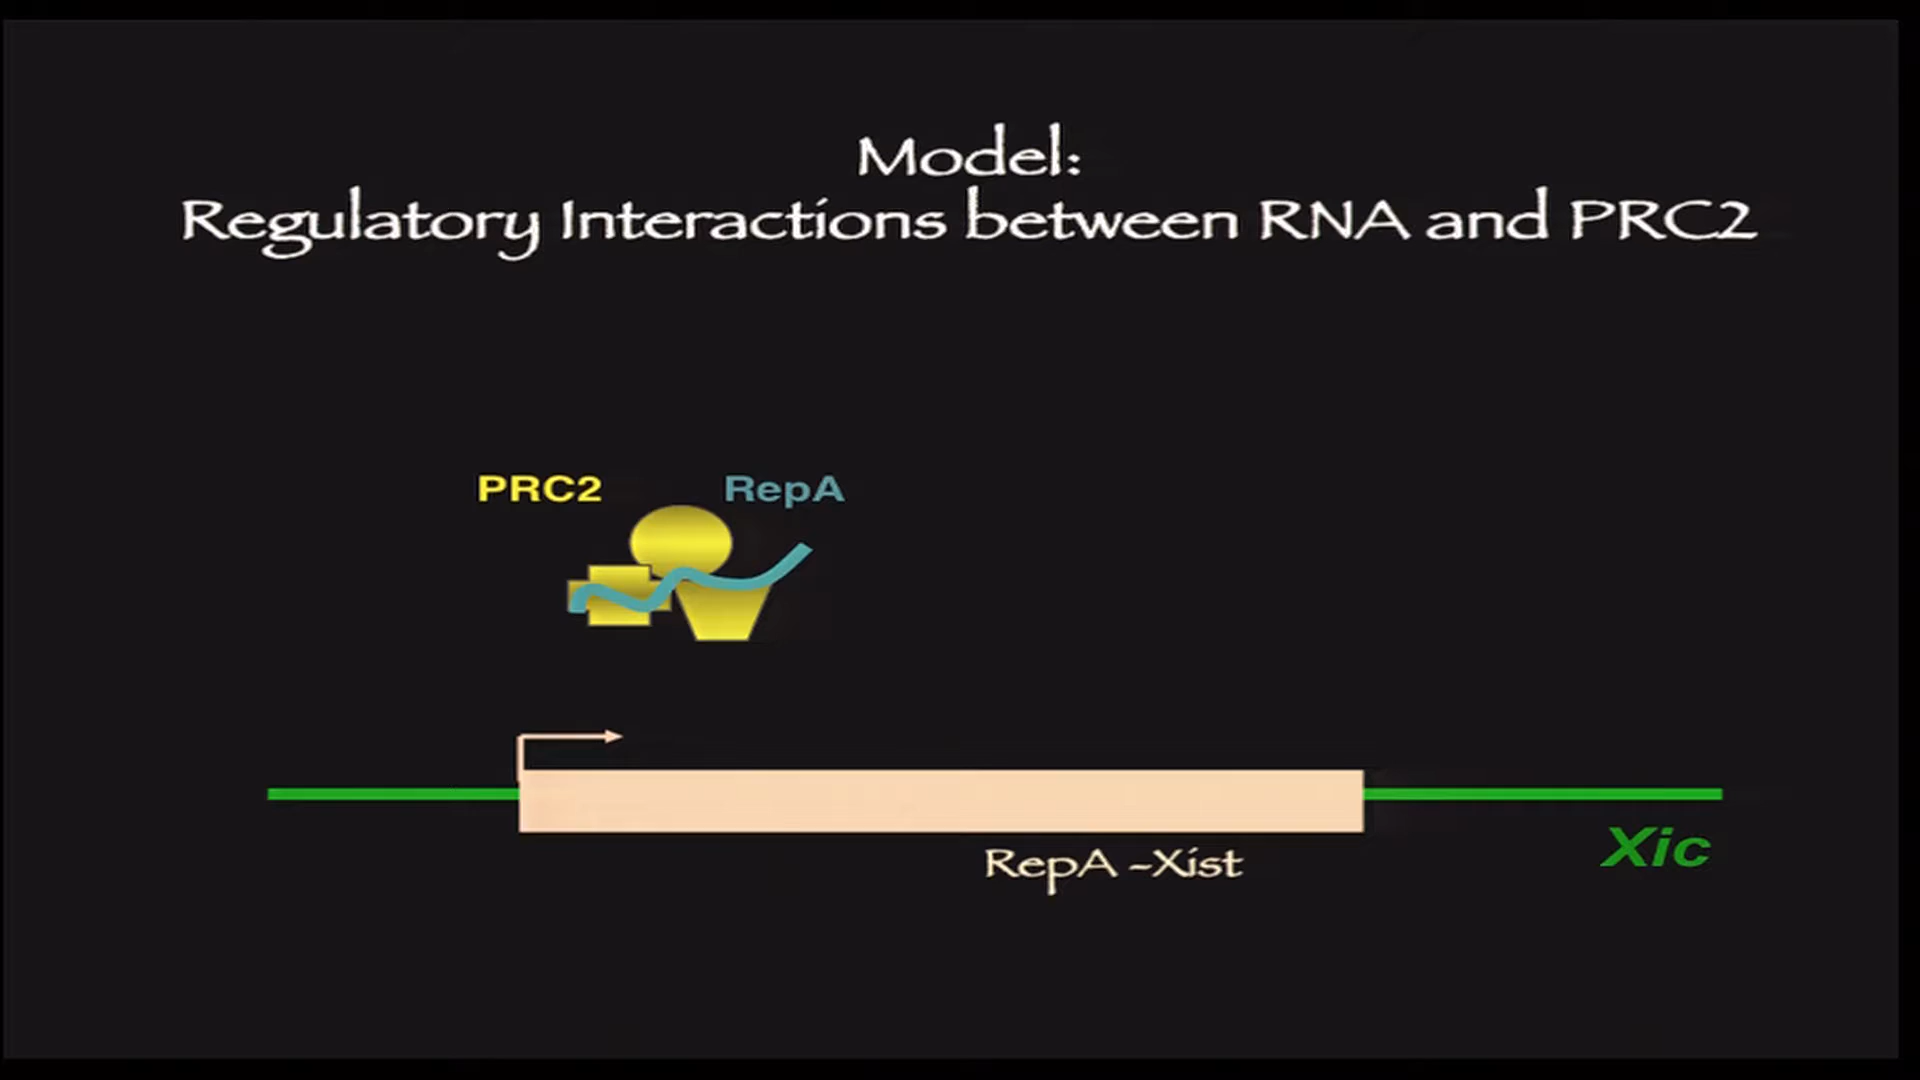 Model:
Regulatory Interactions between RNA and PRC2
PRC2 RepA
RepA -Xist
Xic